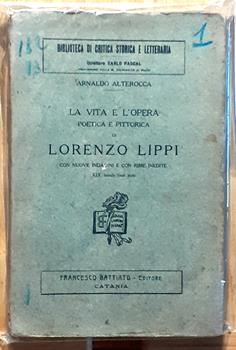 1
BIBLIOTECA DI CRITICA STORICA E LETTERARIA
Direttore CARLO PASCAL
ARNALDO ALTEROCCA
LA VITA E L'OPERA
POETICA E PITTORICA
DI
LORENZO LIPPI
CON NUOVE INDAGINI E CON RIME INEDITE
FRANCESCO BATTIATO - EDITORE
CATANIA